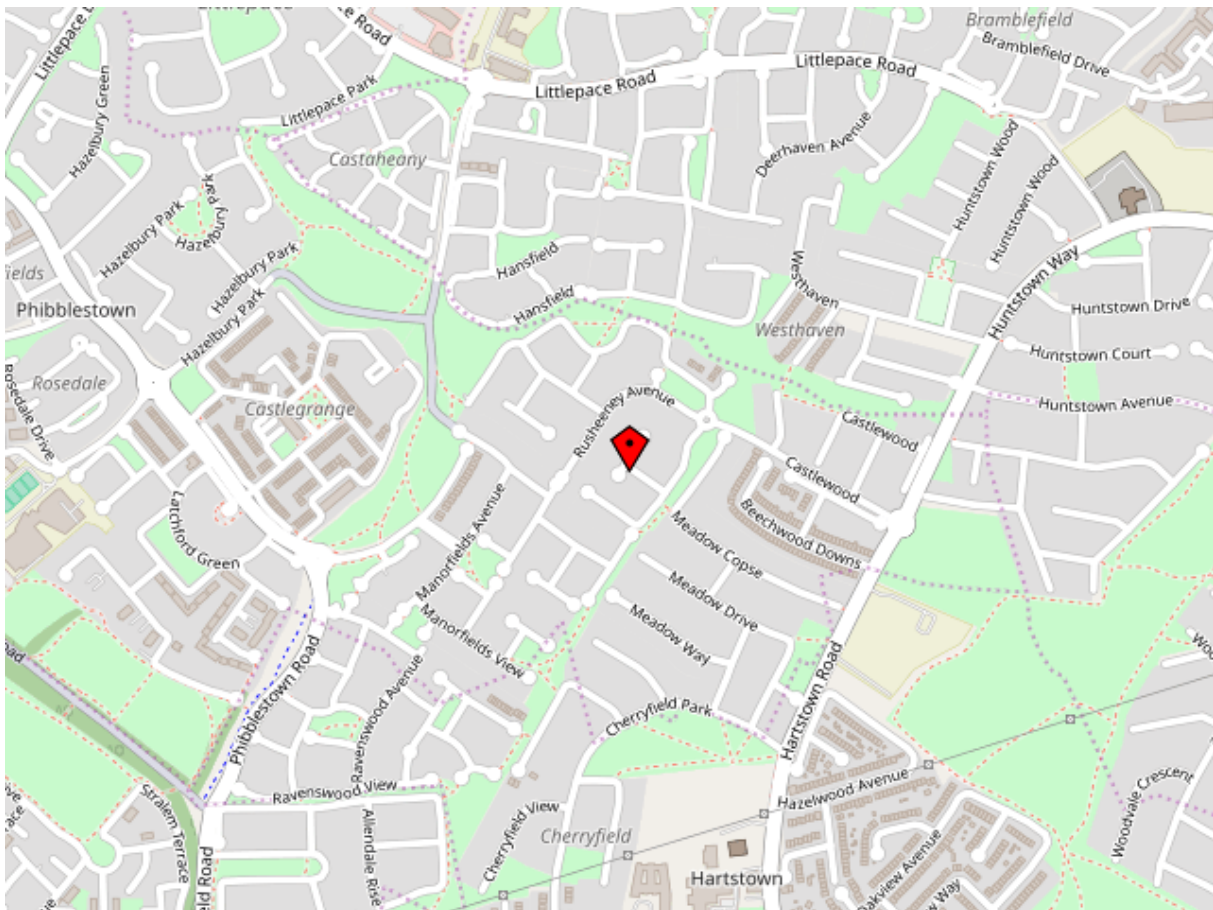 Littlepace
Bramblefield
Bramblefield Drive
Littlepace Road
Littlepace Road
Littlepace Park
Hazelbury Green
Castaheany
Deerhaven Avenue
Huntstown Wood
Huntstown Wood
Hazelbury Park
Hazelbury
Park
Hazelbury Park
Hazelbury Park
Hansfield
Hansfield
Westhaven
Westhaven
Huntstown Way
Huntstown Drive
Huntstown Court
Huntstown Avenue
Phibblestown
Rosedale
Rosedale Drive
Castlegrange
Rusheeney Avenue
Castlewood
Castlewood
Beechwood Downs
Latchford Green
Manorfields Avenue
Manorfields View
Meadow Copse
Meadow Drive
Meadow Way
Phibblestown Road
Ravenswood Avenue
Ravenswood View
Cherryfield Park
Cherryfield View
Cherryfield
Hartstown Road
Hazelwood Avenue
Woodvale Crescent
Stralem Terrace
Allendale Rise
Hartstown
Oakview Avenue